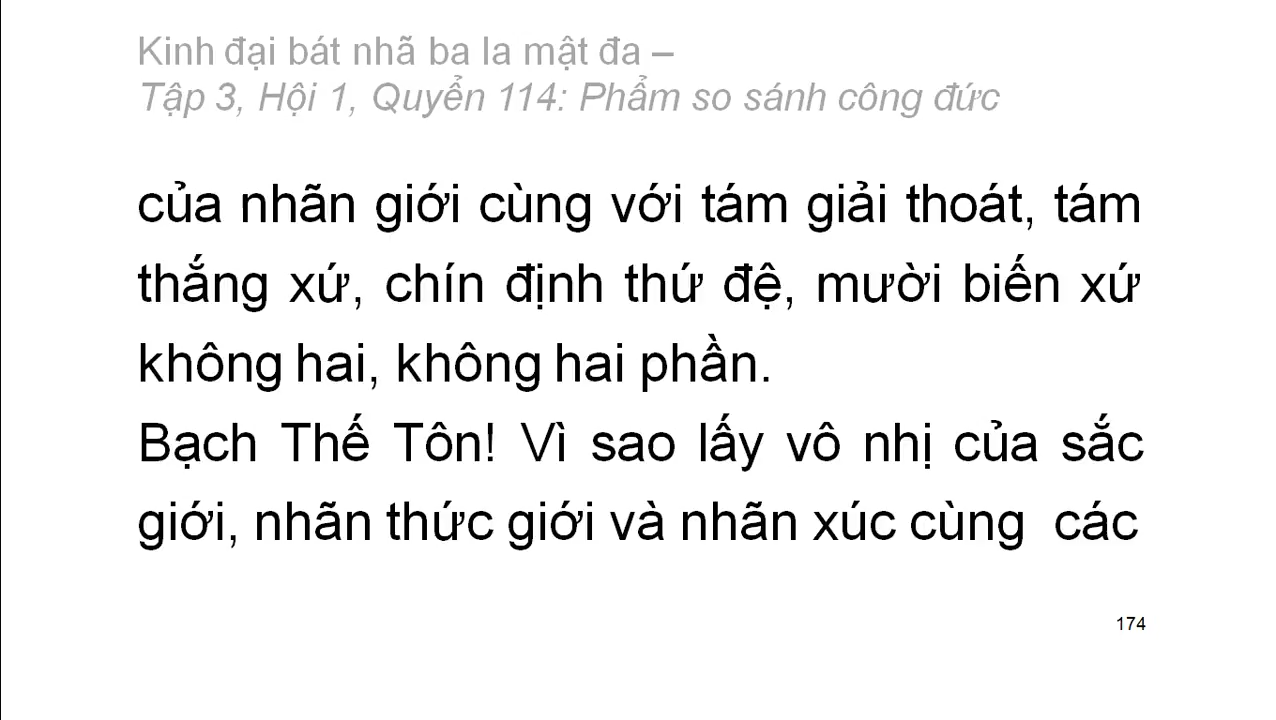 Kinh đại bát nhã ba la mật đa –
Tập 3, Hội 1, Quyển 114: Phẩm so sánh công đức
của nhãn giới cùng với tám giải thoát, tám
thắng xứ, chín định thứ đệ, mười biến xứ
không hai, không hai phần.
Bạch Thế Tôn! Vì sao lấy vô nhị của sắc
giới, nhãn thức giới và nhãn xúc cùng các
174